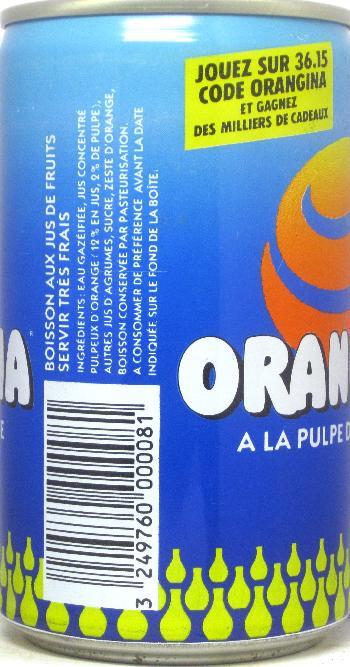 JOUEZ SUR 36.15
CODE ORANGINA
ET GAGNEZ
DES MILLIERS DE CADEAUX
BOISSON AUX JUS DE FRUITS
SERVIR TRÈS FRAIS
INGRÉDIENTS: EAU GAZÉIFIÉE, JUS CONCENTRÉ
PULPEUX D'ORANGE (12% EN JUS, 2% DE PULPE),
AUTRES JUS D'AGRUMES, SUCRE, ZESTE D'ORANGE,
BOISSON CONSERVÉE PAR PASTEURISATION
A CONSOMMER DE PRÉFÉRENCE AVANT LA DATE
INDIQUÉE SUR LE FOND DE LA BOÎTE.
NA
E
ORAN
A LA PULPE D
3 249760 000081